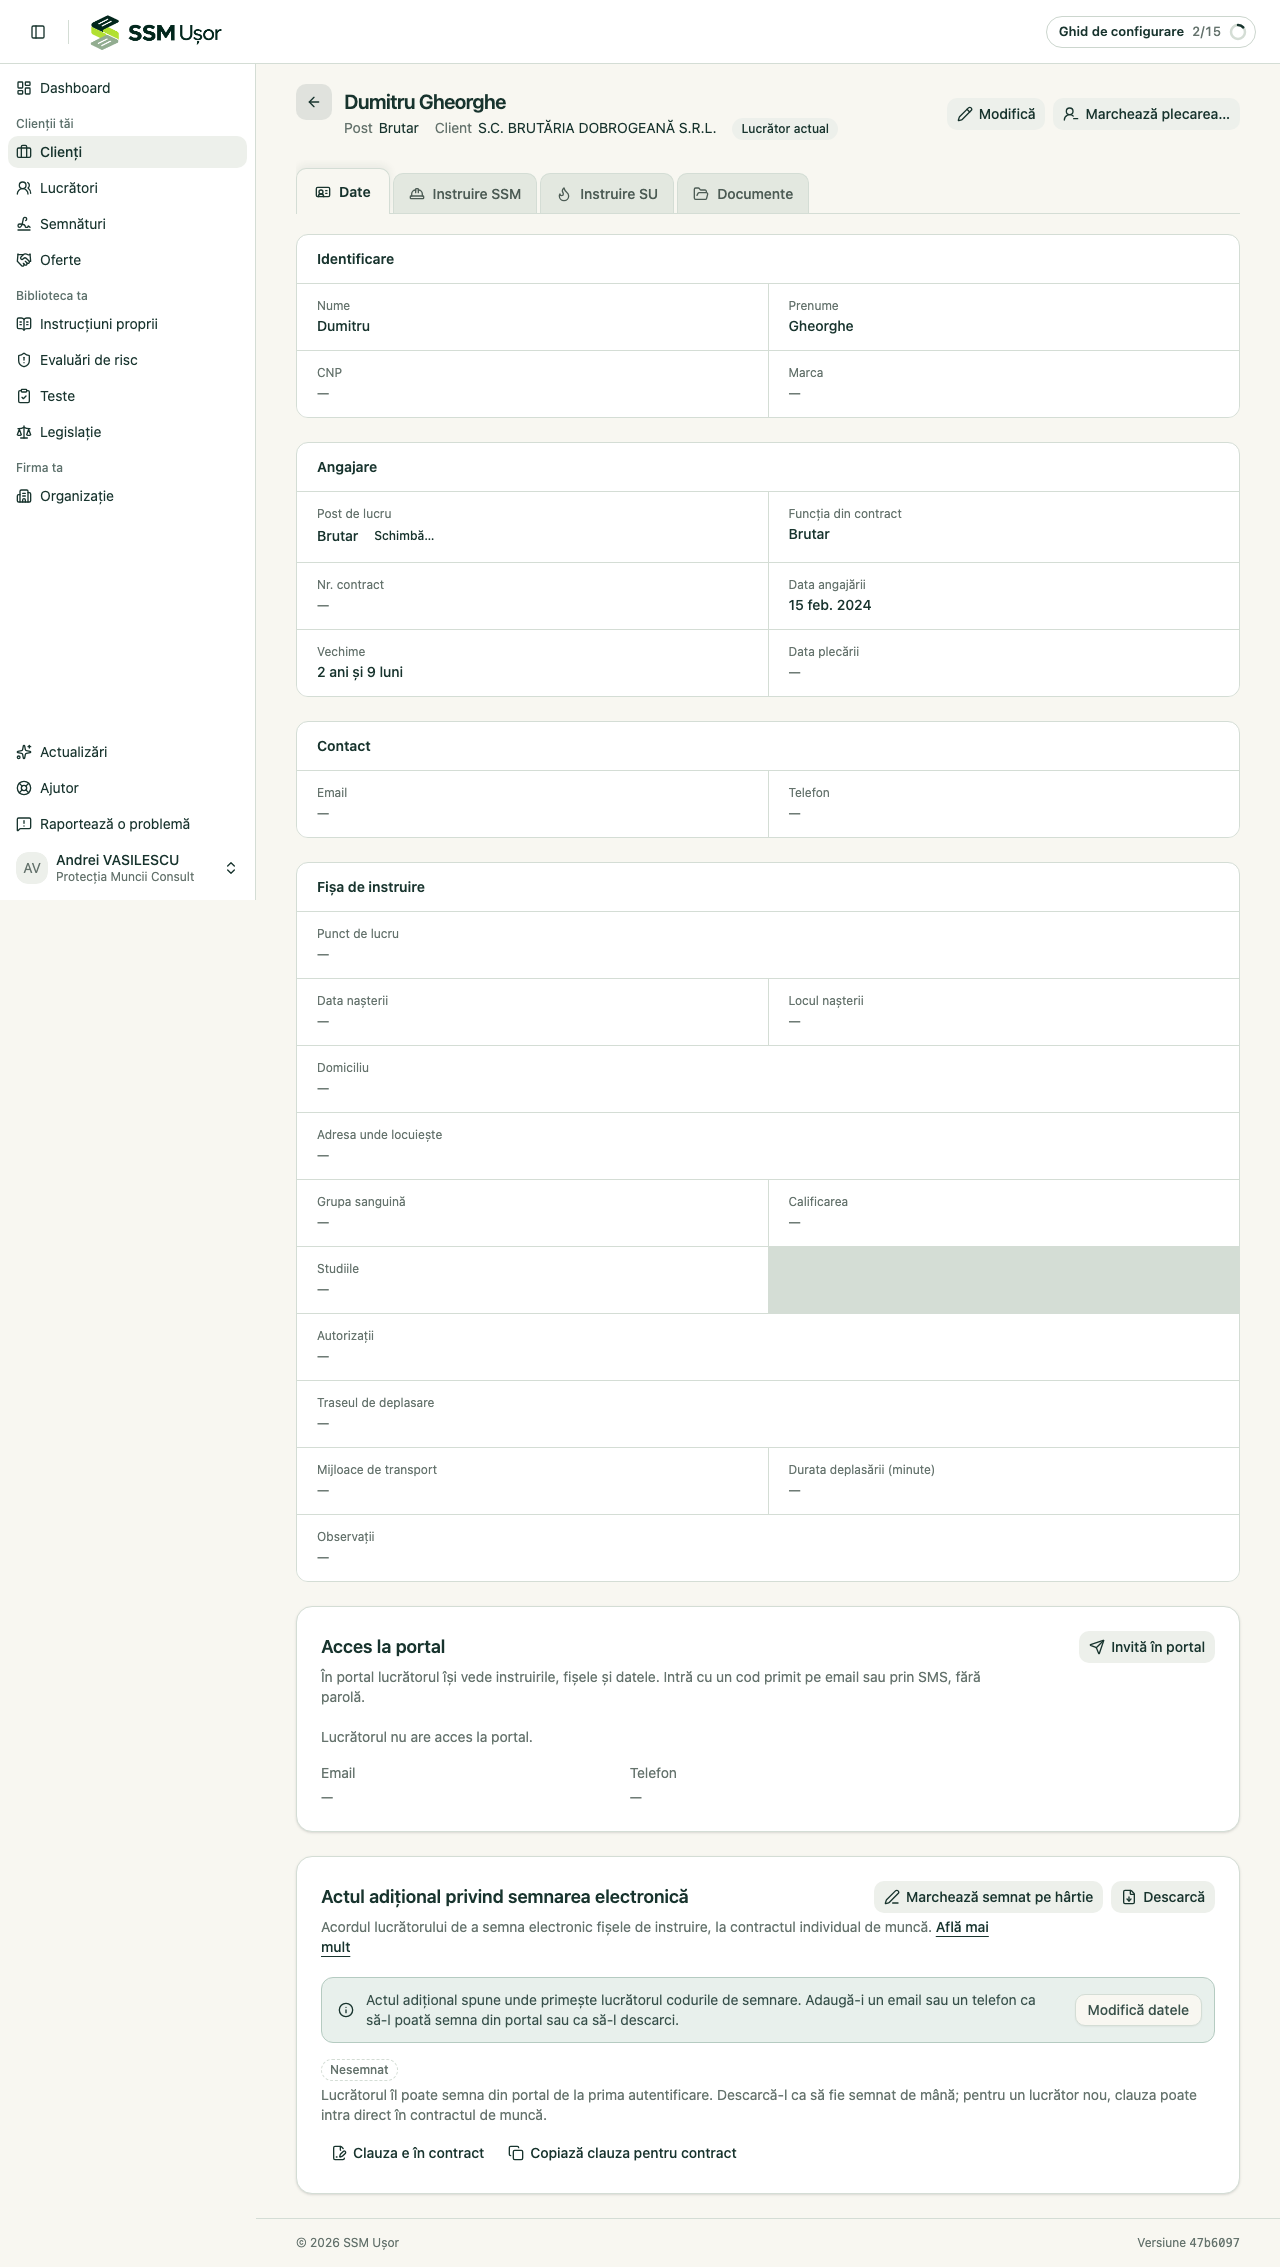 SSM Ușor
Ghid de configurare 2/15
Dashboard
Clienții tăi
Clienți
Lucrători
Semnături
Oferte
Biblioteca ta
Instrucțiuni proprii
Evaluări de risc
Teste
Legislație
Firma ta
Organizație
Actualizări
Ajutor
Raportează o problemă
AV
Andrei VASILESCU
Protecția Muncii Consult
Dumitru Gheorghe
Post Brutar Client S.C. BRUTĂRIA DOBROGEANĂ S.R.L. Lucrător actual
Modifică
Marchează plecarea...
Date
Instruire SSM
Instruire SU
Documente
Identificare
Nume
Dumitru
Prenume
Gheorghe
CNP
—
Marca
—
Angajare
Post de lucru
Brutar Schimbă...
Funcția din contract
Brutar
Nr. contract
—
Data angajării
15 feb. 2024
Vechime
2 ani și 9 luni
Data plecării
—
Contact
Email
—
Telefon
—
Fișa de instruire
Punct de lucru
—
Data nașterii
—
Locul nașterii
—
Domiciliu
—
Adresa unde locuiește
—
Grupa sanguină
—
Calificarea
—
Studiile
—
Autorizații
—
Traseul de deplasare
—
Mijloace de transport
—
Durata deplasării (minute)
—
Observații
—
Acces la portal
Invită în portal
În portal lucrătorul își vede instruirile, fișele și datele. Intră cu un cod primit pe email sau prin SMS, fără
parolă.
Lucrătorul nu are acces la portal.
Email
—
Telefon
—
Actul adițional privind semnarea electronică
Marchează semnat pe hârtie
Descarcă
Acordul lucrătorului de a semna electronic fișele de instruire, la contractul individual de muncă. Află mai
mult
Actul adițional spune unde primește lucrătorul codurile de semnare. Adaugă-i un email sau un telefon ca
să-l poată semna din portal sau ca să-l descarci.
Modifică datele
Nesemnat
Lucrătorul îl poate semna din portal de la prima autentificare. Descarcă-l ca să fie semnat de mână; pentru un lucrător nou, clauza poate
intra direct în contractul de muncă.
Clauza e în contract
Copiază clauza pentru contract
© 2026 SSM Ușor
Versiune 47b6097